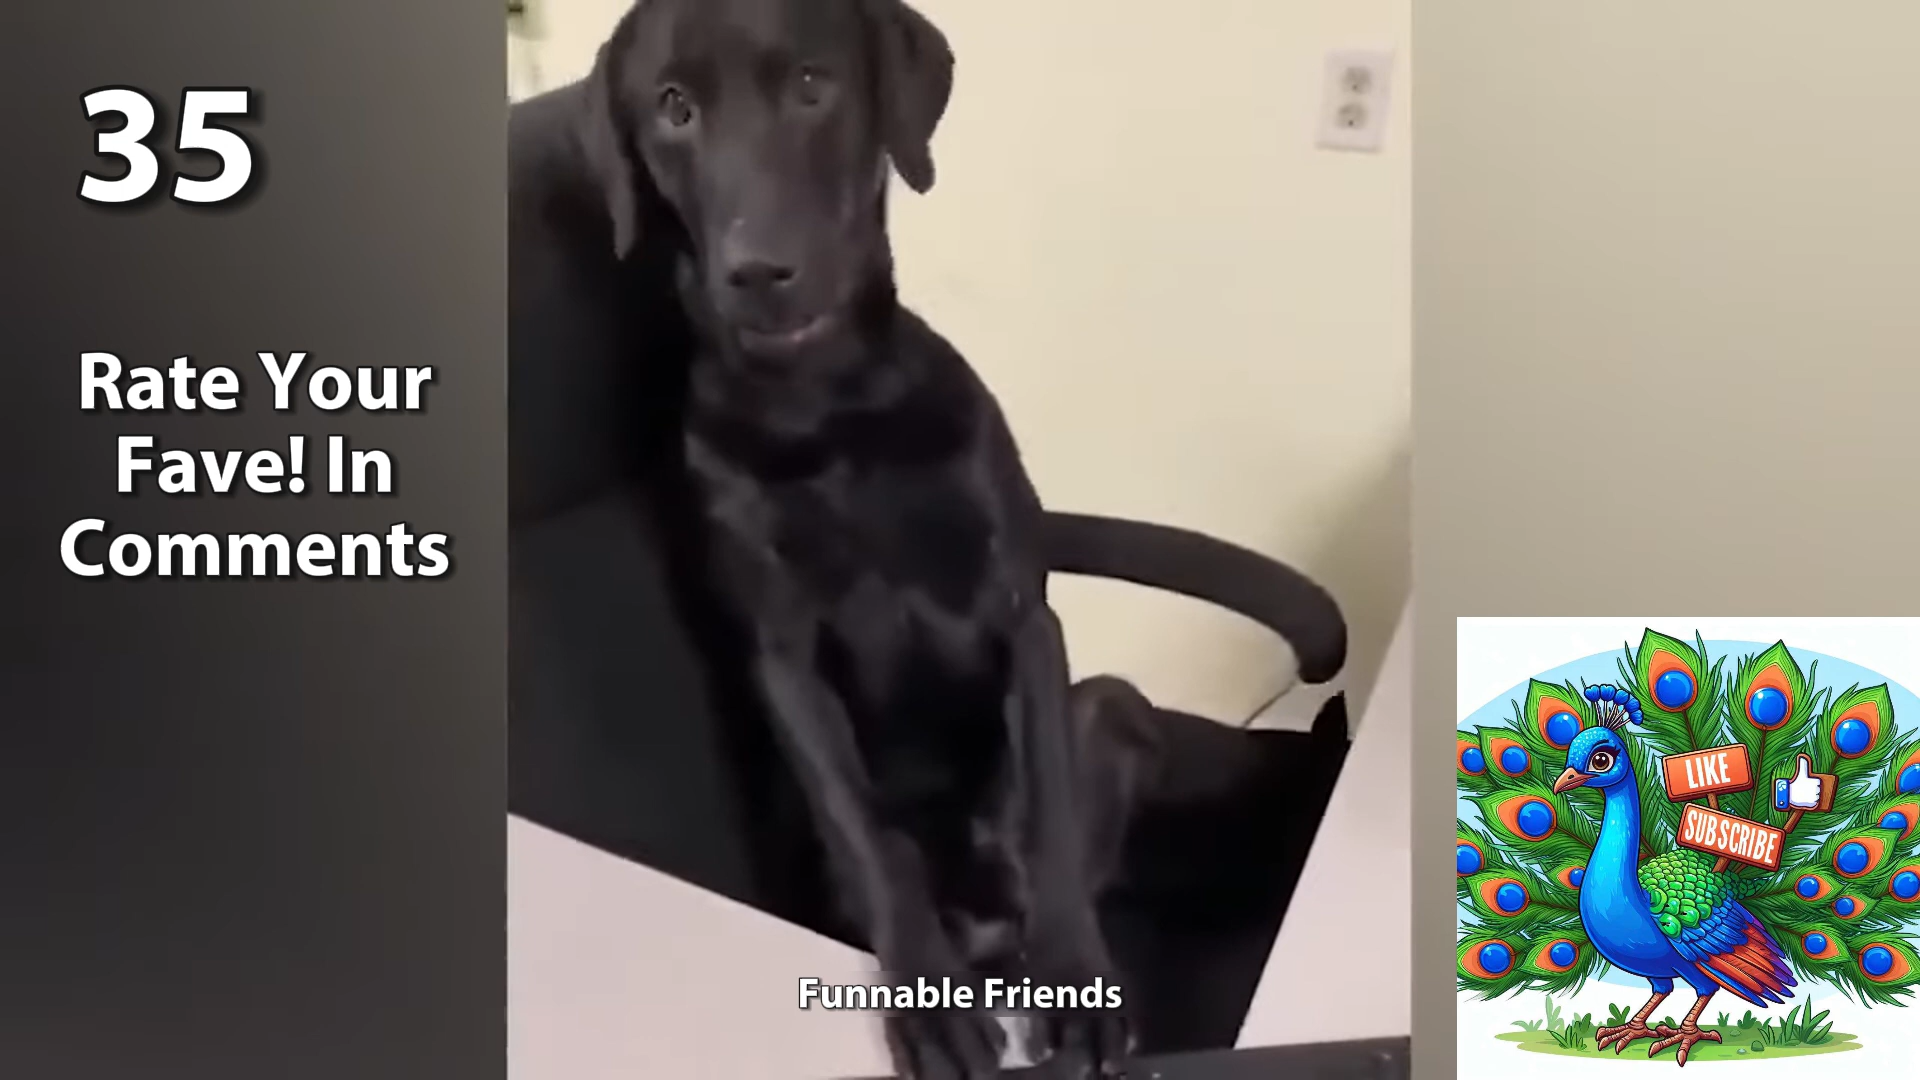 35
Rate Your
Fave! In
Comments
Funnable Friends
LIKE
SUBSCRIBE